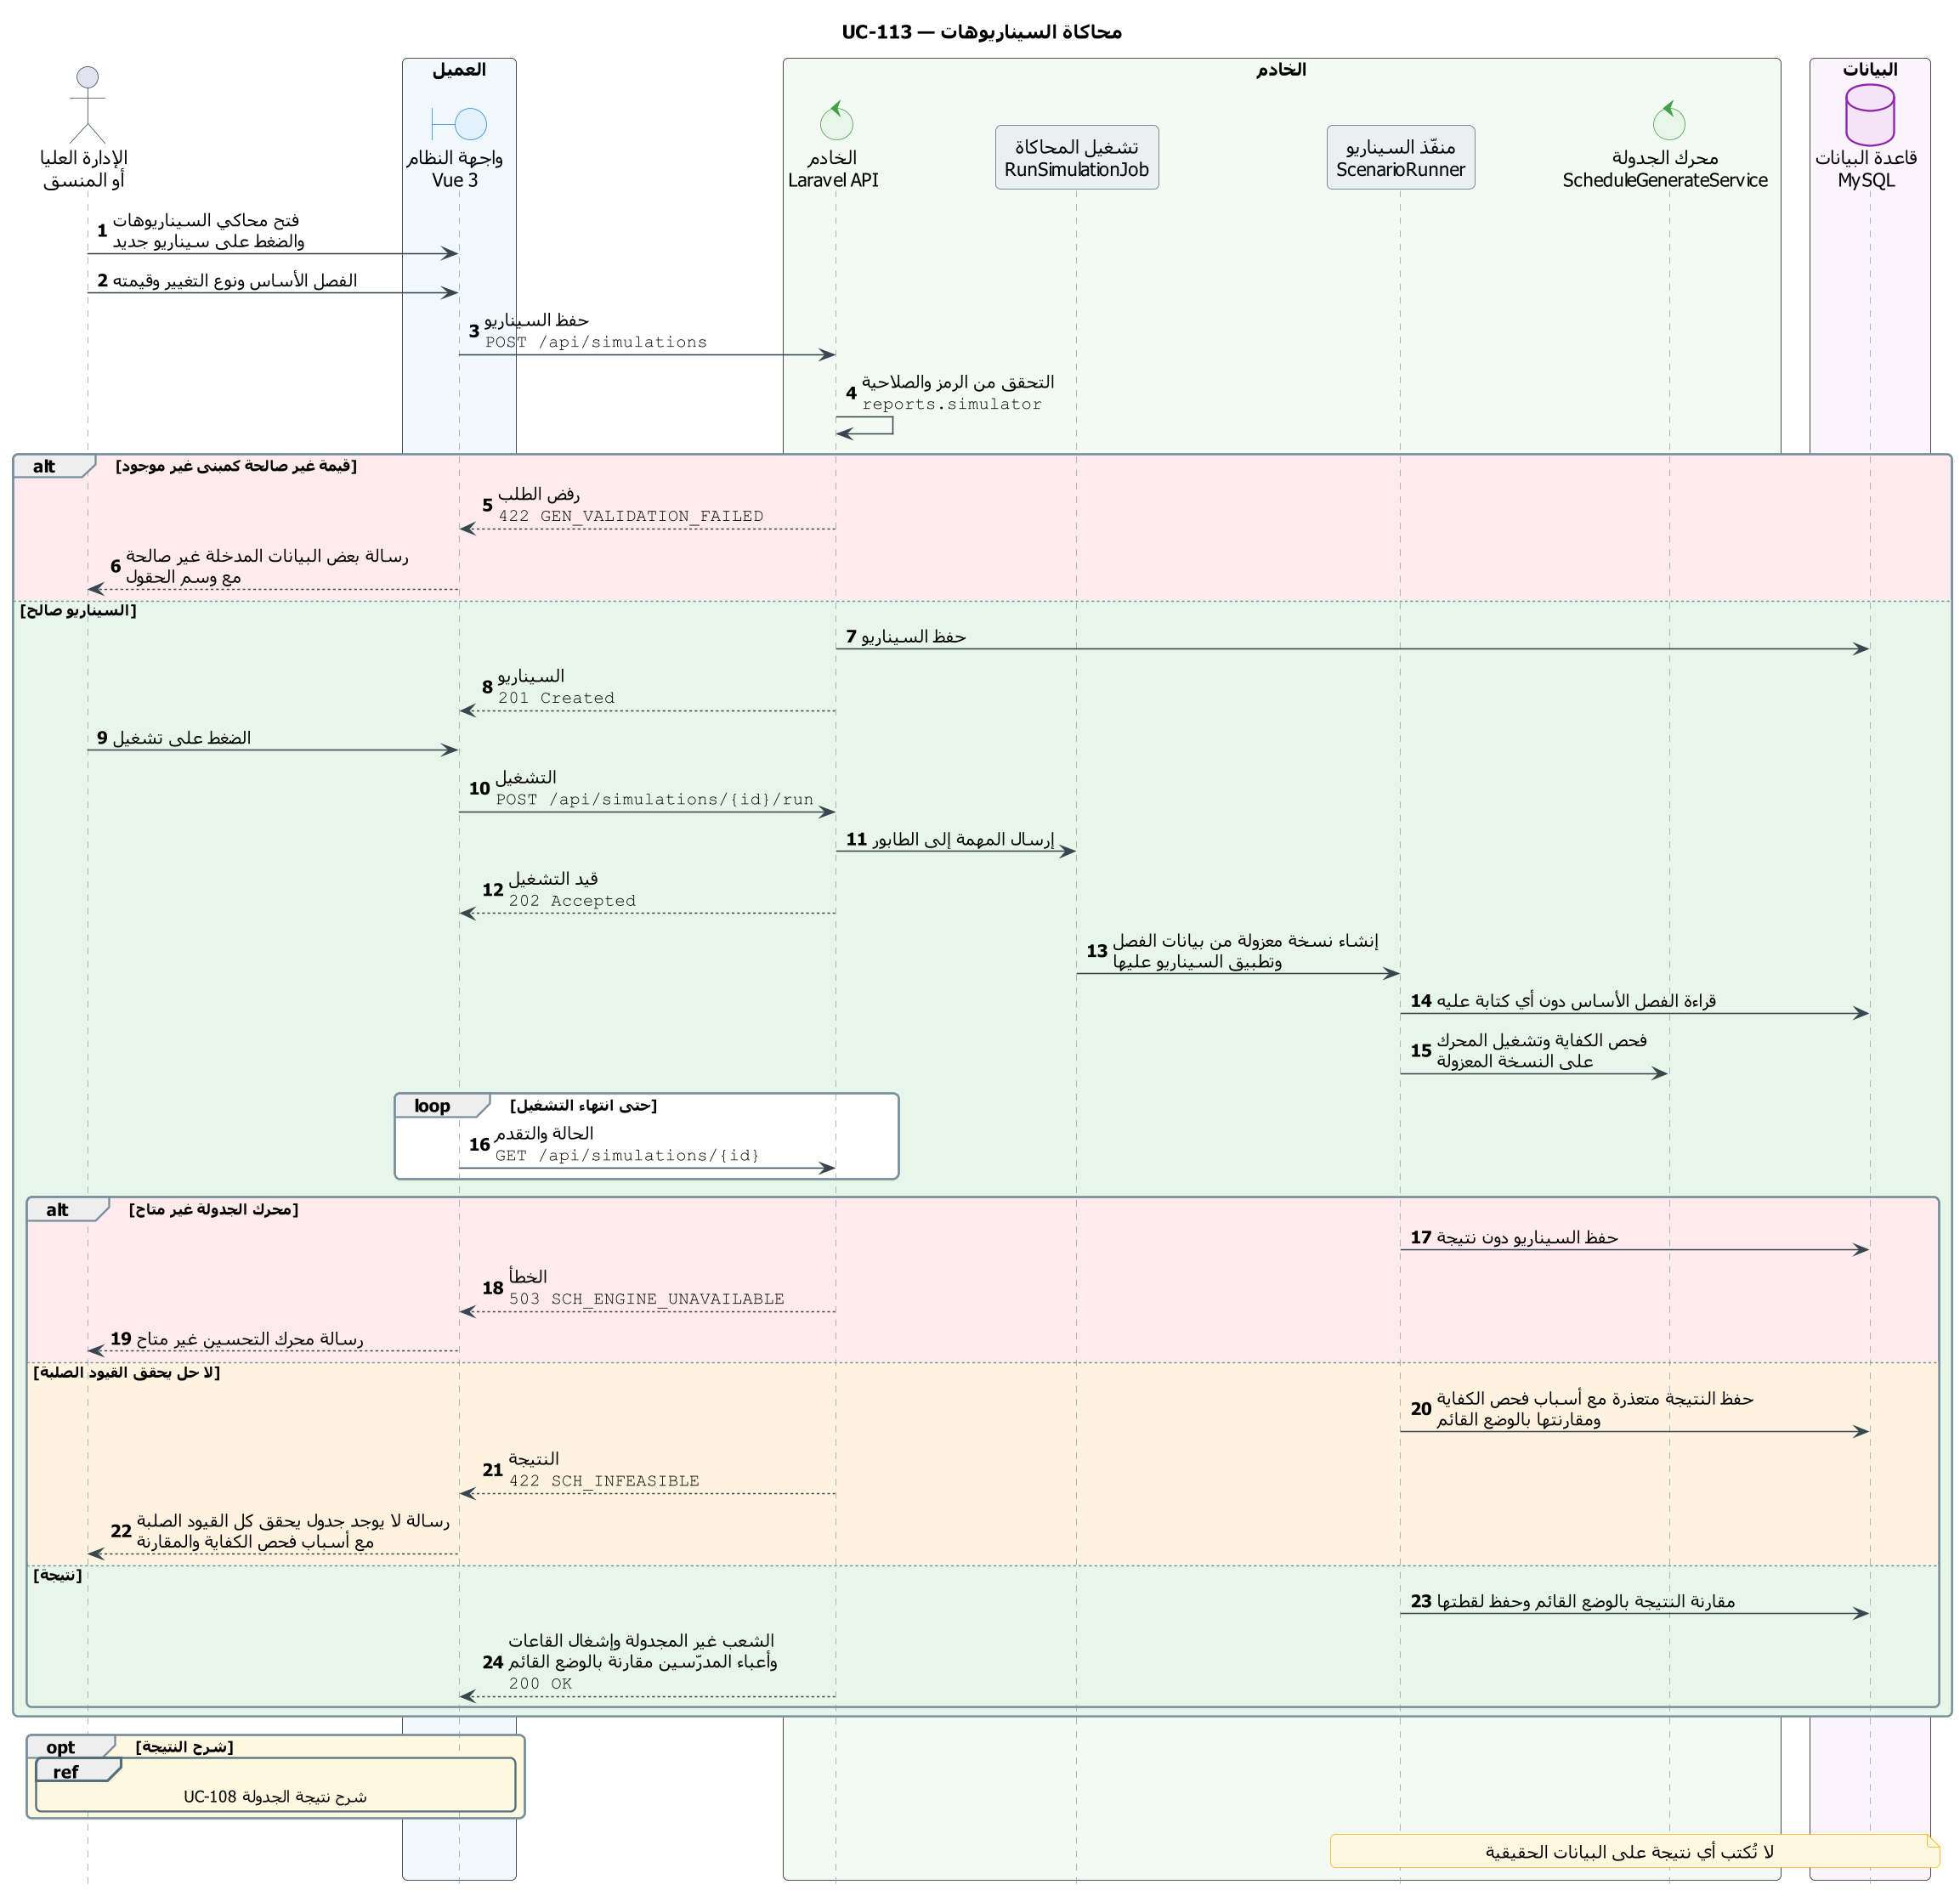 UC-113 — محاكاة السيناريوهات
العميل
الخادم
البيانات
الإدارة العليا
أو المنسق
واجهة النظام
Vue 3
الخادم
Laravel API
تشغيل المحاكاة
RunSimulationJob
منفّذ السيناريو
ScenarioRunner
محرك الجدولة
ScheduleGenerateService
قاعدة البيانات
MySQL
1 فتح محاكي السيناريوهات
والضغط على سيناريو جديد
2 الفصل الأساس ونوع التغيير وقيمته
3 حفظ السيناريو
POST /api/simulations
4 التحقق من الرمز والصلاحية
reports.simulator
alt [قيمة غير صالحة كمبنى غير موجود]
5 رفض الطلب
422 GEN_VALIDATION_FAILED
6 رسالة بعض البيانات المدخلة غير صالحة
مع وسم الحقول
[السيناريو صالح]
7 حفظ السيناريو
8 السيناريو
201 Created
9 الضغط على تشغيل
10 التشغيل
POST /api/simulations/{id}/run
11 إرسال المهمة إلى الطابور
12 قيد التشغيل
202 Accepted
13 إنشاء نسخة معزولة من بيانات الفصل
وتطبيق السيناريو عليها
14 قراءة الفصل الأساس دون أي كتابة عليه
15 فحص الكفاية وتشغيل المحرك
على النسخة المعزولة
loop [حتى انتهاء التشغيل]
16 الحالة والتقدم
GET /api/simulations/{id}
alt [محرك الجدولة غير متاح]
17 حفظ السيناريو دون نتيجة
18 الخطأ
503 SCH_ENGINE_UNAVAILABLE
19 رسالة محرك التحسين غير متاح
[لا حل يحقق القيود الصلبة]
20 حفظ النتيجة متعذرة مع أسباب فحص الكفاية
ومقارنتها بالوضع القائم
21 النتيجة
422 SCH_INFEASIBLE
22 رسالة لا يوجد جدول يحقق كل القيود الصلبة
مع أسباب فحص الكفاية والمقارنة
[نتيجة]
23 مقارنة النتيجة بالوضع القائم وحفظ لقطتها
24 الشعب غير المجدولة وإشغال القاعات
وأعباء المدرّسين مقارنة بالوضع القائم
200 OK
opt [شرح النتيجة]
ref
UC-108 شرح نتيجة الجدولة
لا تُكتب أي نتيجة على البيانات الحقيقية